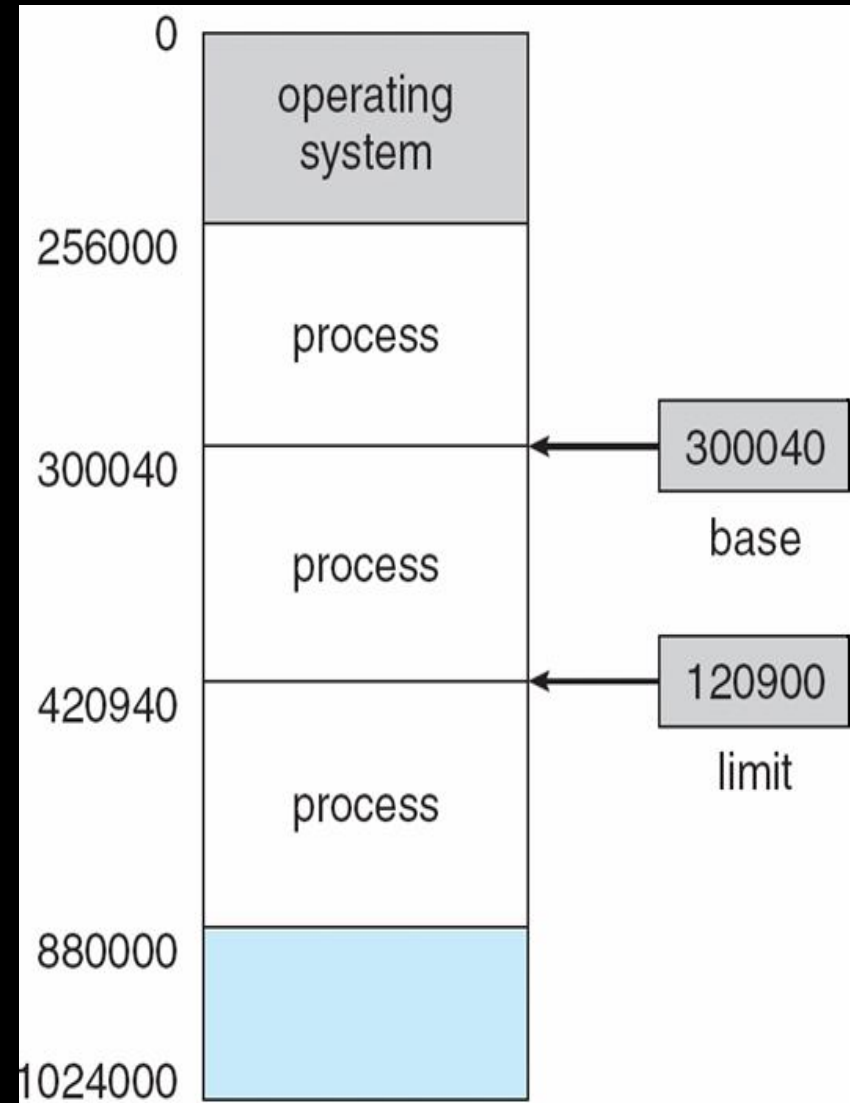 0
operating
system
256000
process
300040
300040
base
process
120900
420940
limit
process
880000
1024000